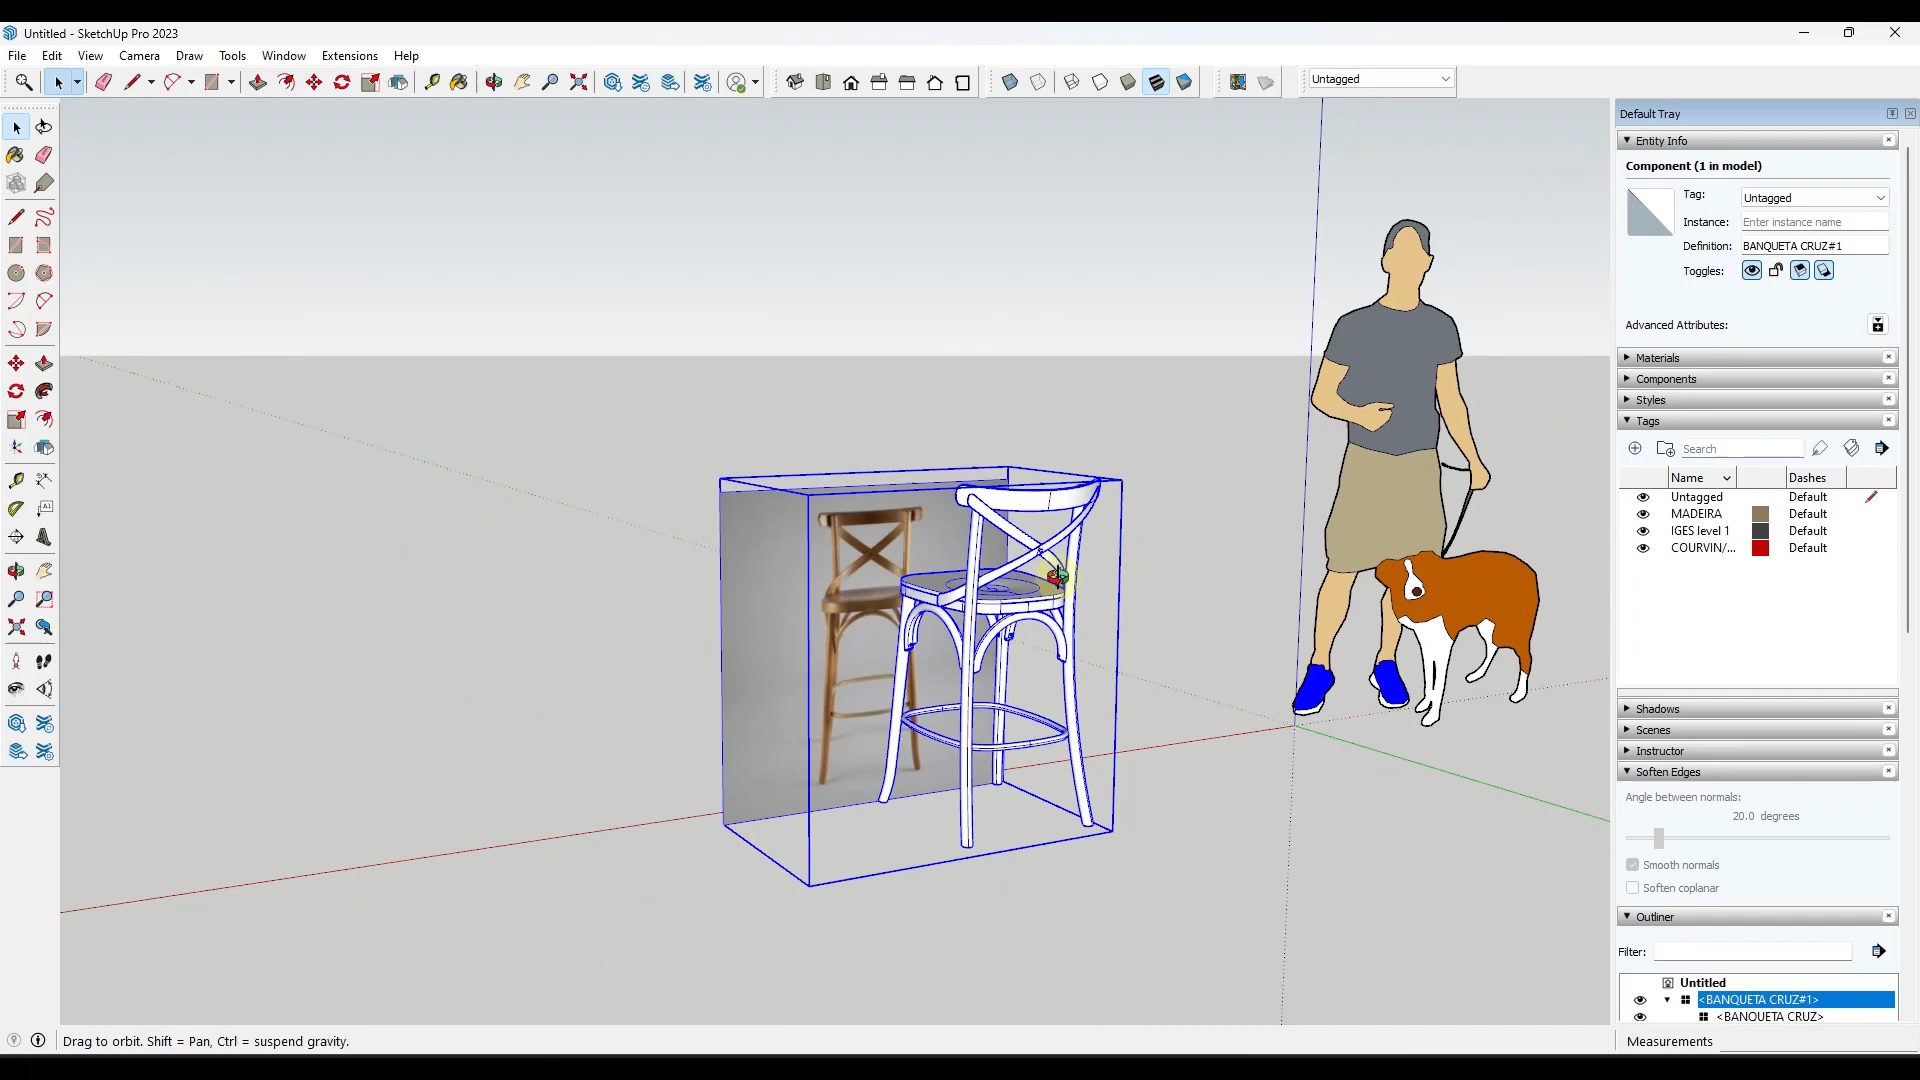 Untitled - SketchUp Pro 2023
File Edit View Camera Draw Tools Window Extensions Help
Untagged
Default Tray
Entity Info
Component (1 in model)
Tag: Untagged
Instance: Enter instance name
Definition: BANQUETA CRUZ#1
Toggles:
Advanced Attributes:
Materials
Components
Styles
Tags
Search
Name Dashes
Untagged Default
MADEIRA Default
IGES level 1 Default
COURVIN/... Default
Shadows
Scenes
Instructor
Soften Edges
Angle between normals:
20.0 degrees
Smooth normals
Soften coplanar
Outliner
Filter:
Untitled
<BANQUETA CRUZ#1>
<BANQUETA CRUZ>
Drag to orbit. Shift = Pan, Ctrl = suspend gravity.
Measurements